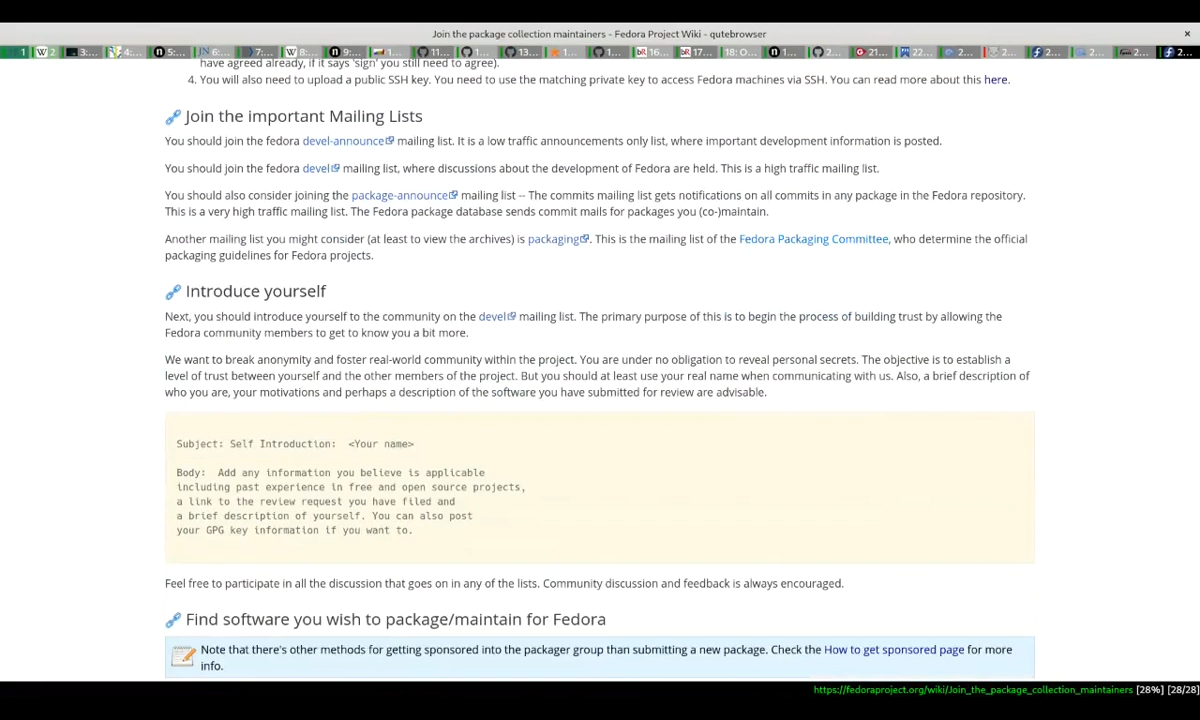 Join the package collection maintainers - Fedora Project Wiki - qutebrowser
have agreed already, if it says 'sign' you still need to agree).
4. You will also need to upload a public SSH key. You need to use the matching private key to access Fedora machines via SSH. You can read more about this here.
Join the important Mailing Lists
You should join the fedora devel-announce mailing list. It is a low traffic announcements only list, where important development information is posted.
You should join the fedora devel mailing list, where discussions about the development of Fedora are held. This is a high traffic mailing list.
You should also consider joining the package-announce mailing list -- The commits mailing list gets notifications on all commits in any package in the Fedora repository.
This is a very high traffic mailing list. The Fedora package database sends commit mails for packages you (co-)maintain.
Another mailing list you might consider (at least to view the archives) is packaging. This is the mailing list of the Fedora Packaging Committee, who determine the official
packaging guidelines for Fedora projects.
Introduce yourself
Next, you should introduce yourself to the community on the devel mailing list. The primary purpose of this is to begin the process of building trust by allowing the
Fedora community members to get to know you a bit more.
We want to break anonymity and foster real-world community within the project. You are under no obligation to reveal personal secrets. The objective is to establish a
level of trust between yourself and the other members of the project. But you should at least use your real name when communicating with us. Also, a brief description of
who you are, your motivations and perhaps a description of the software you have submitted for review are advisable.
Subject: Self Introduction: <Your name>
Body: Add any information you believe is applicable
including past experience in free and open source projects,
a link to the review request you have filed and
a brief description of yourself. You can also post
your GPG key information if you want to.
Feel free to participate in all the discussion that goes on in any of the lists. Community discussion and feedback is always encouraged.
Find software you wish to package/maintain for Fedora
Note that there's other methods for getting sponsored into the packager group than submitting a new package. Check the How to get sponsored page for more
info.
https://fedoraproject.org/wiki/Join_the_package_collection_maintainers [28%] [28/28]